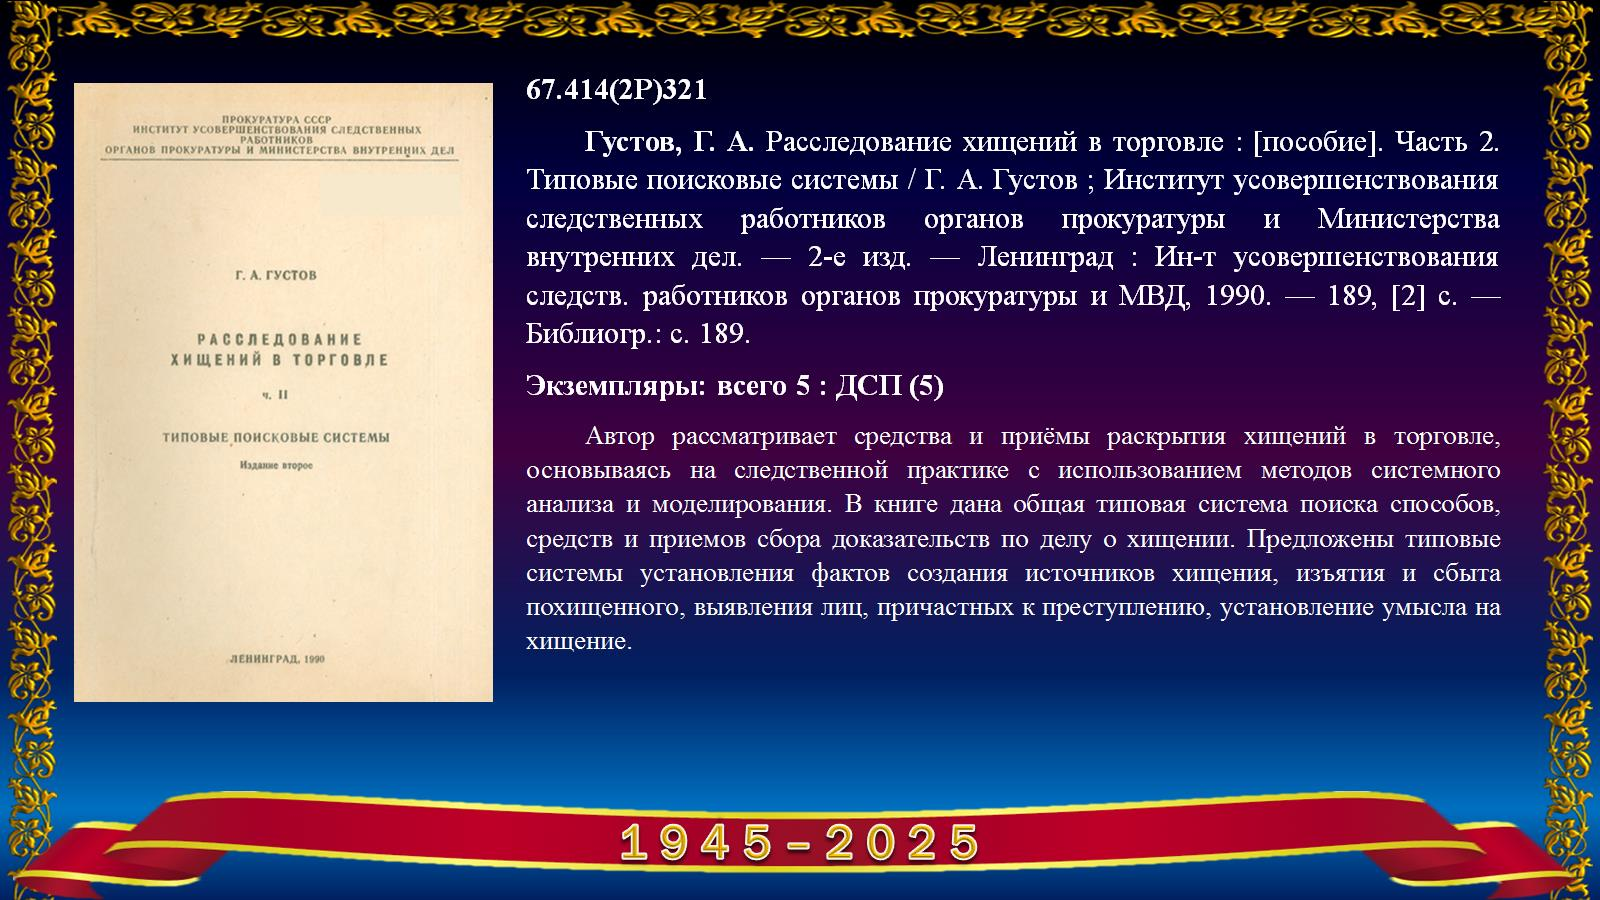 ПРОКУРАТУРА СССР
ИНСТИТУТ УСОВЕРШЕНСТВОВАНИЯ СЛЕДСТВЕННЫХ
РАБОТНИКОВ
ОРГАНОВ ПРОКУРАТУРЫ И МИНИСТЕРСТВА ВНУТРЕННИХ ДЕЛ
Г. А. ГУСТОВ
РАССЛЕДОВАНИЕ
ХИЩЕНИЙ В ТОРГОВЛЕ
ч. II
ТИПОВЫЕ ПОИСКОВЫЕ СИСТЕМЫ
Издание второе
ЛЕНИНГРАД, 1990
67.414(2Р)321
Густов, Г. А. Расследование хищений в торговле : [пособие]. Часть 2.
Типовые поисковые системы / Г. А. Густов ; Институт усовершенствования
следственных работников органов прокуратуры и Министерства
внутренних дел. — 2-е изд. — Ленинград : Ин-т усовершенствования
следств. работников органов прокуратуры и МВД, 1990. — 189, [2] с. —
Библиогр.: с. 189.
Экземпляры: всего 5 : ДСП (5)
Автор рассматривает средства и приёмы раскрытия хищений в торговле,
основываясь на следственной практике с использованием методов системного
анализа и моделирования. В книге дана общая типовая система поиска способов,
средств и приемов сбора доказательств по делу о хищении. Предложены типовые
системы установления фактов создания источников хищения, изъятия и сбыта
похищенного, выявления лиц, причастных к преступлению, установление умысла на
хищение.
1945–2025